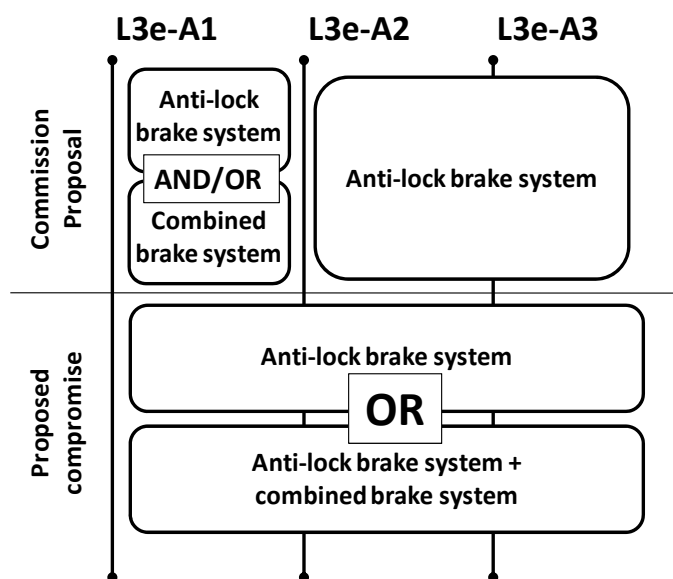 L3e-A1
L3e-A2
L3e-A3
Commission
Proposal
Anti-lock
brake system
AND/OR
Combined
brake system
Anti-lock brake system
Proposed
compromise
Anti-lock brake system
OR
Anti-lock brake system +
combined brake system